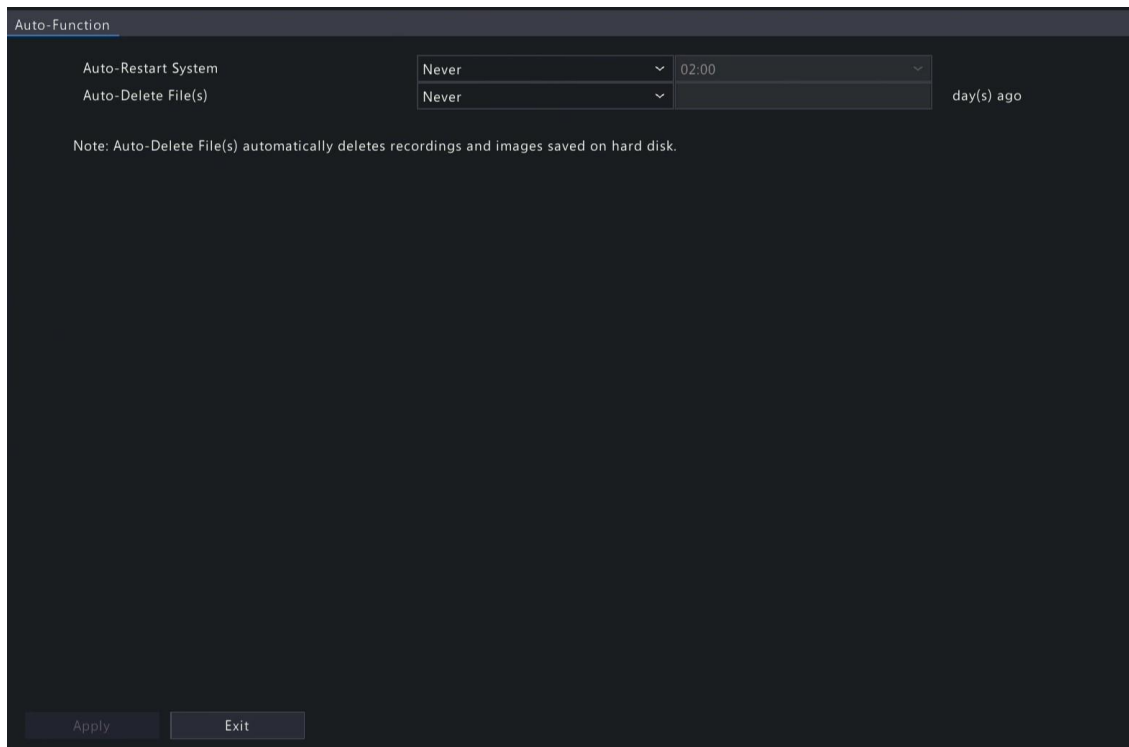 Auto-Function
Auto-Restart System Never 02:00
Auto-Delete File(s) Never day(s) ago
Note: Auto-Delete File(s) automatically deletes recordings and images saved on hard disk.
Apply Exit